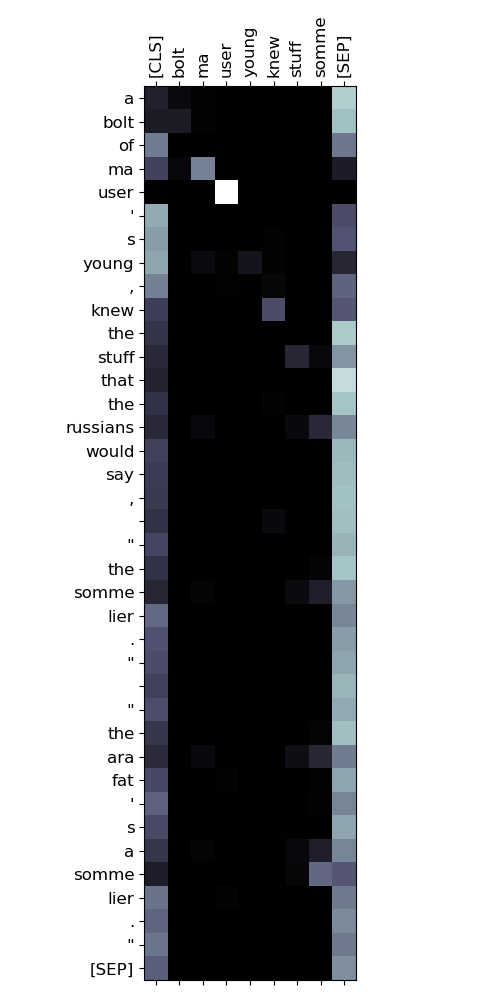 [CLS] bolt ma user young knew stuff somme [SEP]
a
bolt
of
ma
user
'
s
young
,
knew
the
stuff
that
the
russians
would
say
,
-
"
the
somme
lier
.
"
-
"
the
ara
fat
'
s
a
somme
lier
.
"
[SEP]